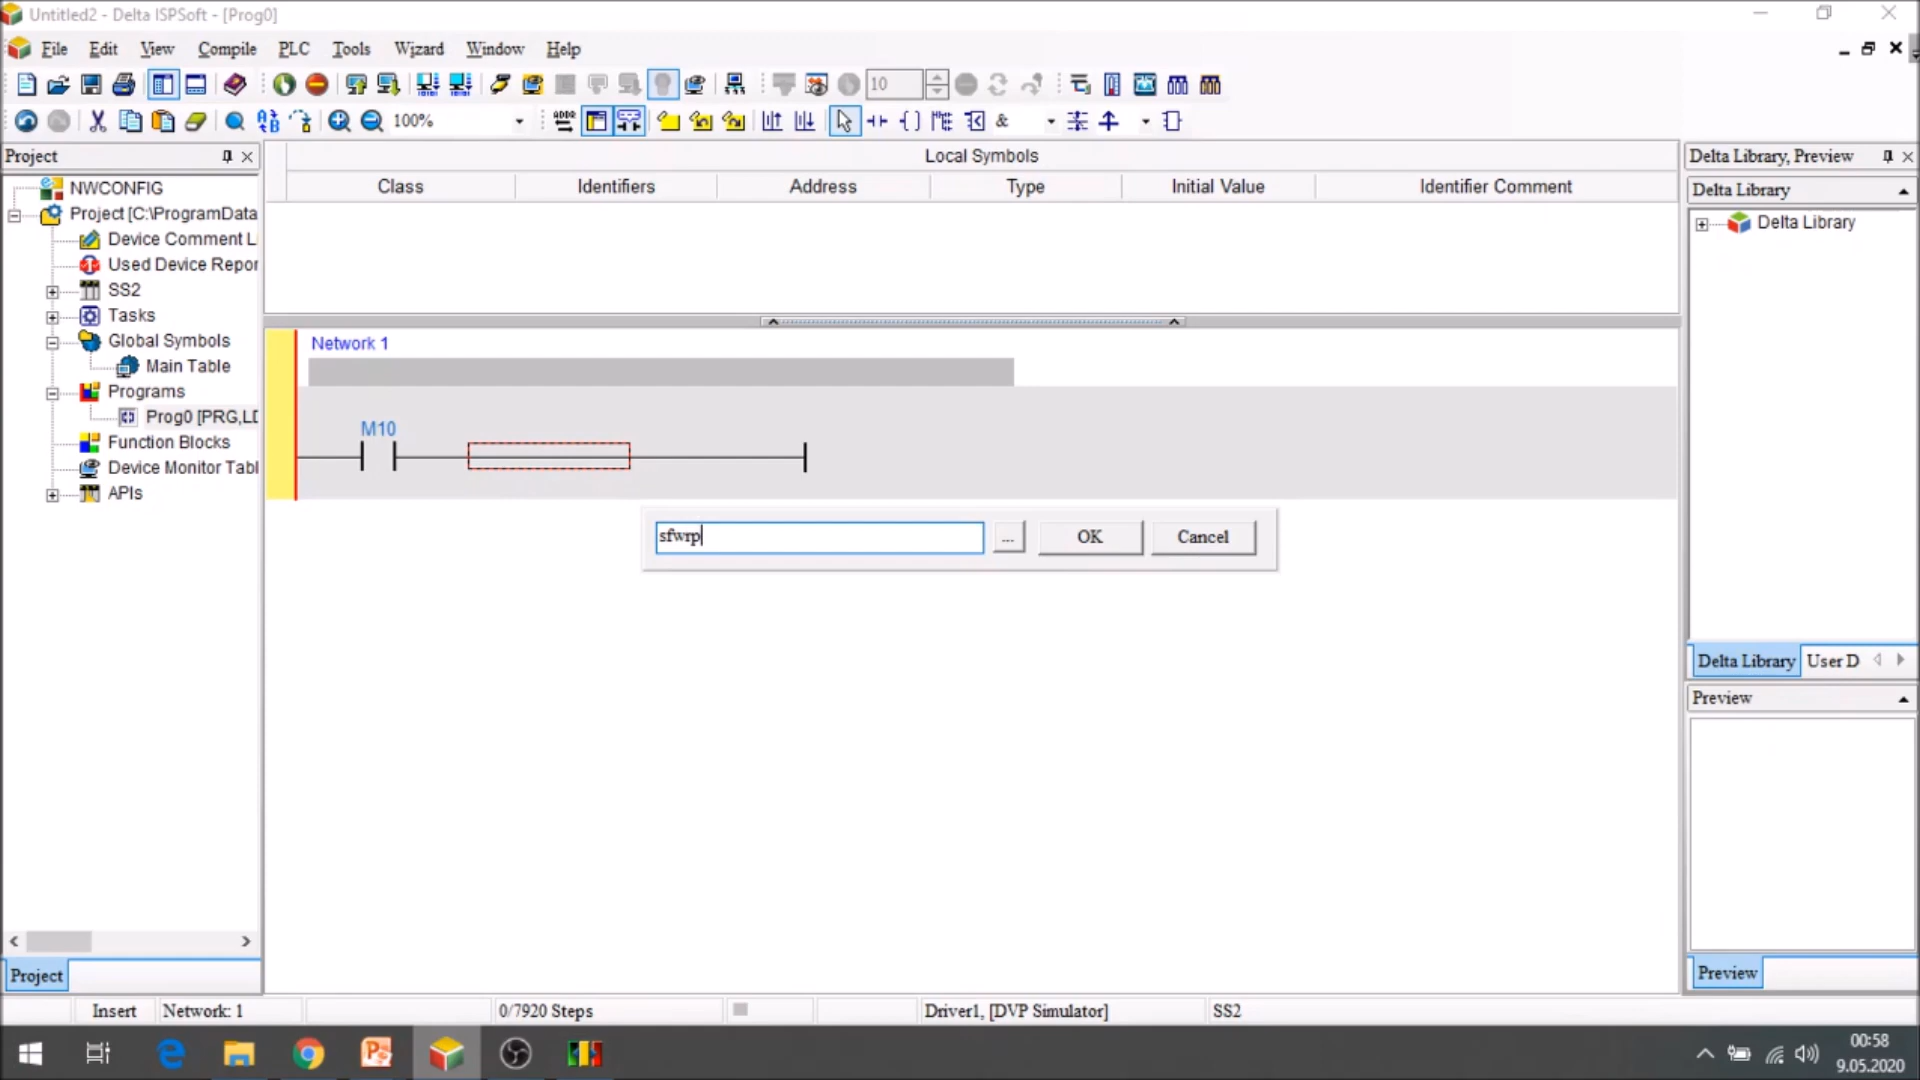 Untitled2 - Delta ISPSoft - [Prog0]
File Edit View Compile PLC Tools Wizard Window Help
10
100%
Project
NWCONFIG
Project [C:\ProgramData
Device Comment L
Used Device Repor
SS2
Tasks
Global Symbols
Main Table
Programs
Prog0 [PRG,LD
Function Blocks
Device Monitor Tabl
APIs
Project
Local Symbols
Class Identifiers Address Type Initial Value Identifier Comment
Network 1
M10
sfwrp
...
OK
Cancel
Delta Library, Preview
Delta Library
Delta Library
Delta Library User D
Preview
Preview
Insert Network: 1 0/7920 Steps Driver1, [DVP Simulator] SS2
00:58
9.05.2020